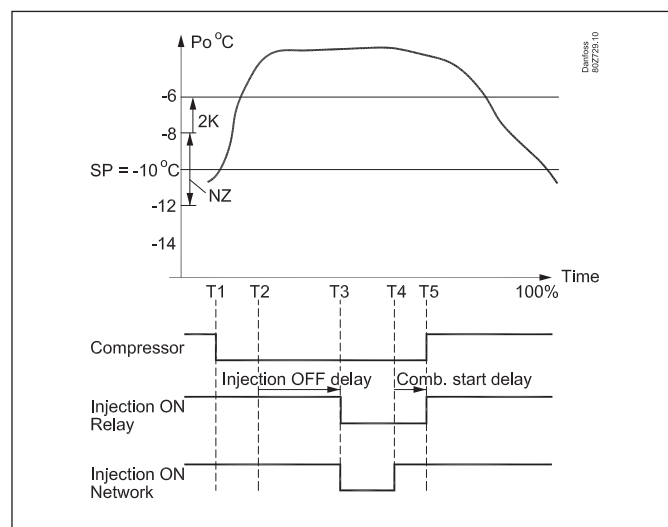 Po °C
Danfoss
80Z729.10
-6
2K
-8
SP = -10 °C
NZ
-12
-14
Time
T1 T2 T3 T4 T5 100%
Compressor
Injection OFF delay Comb. start delay
Injection ON
Relay
Injection ON
Network